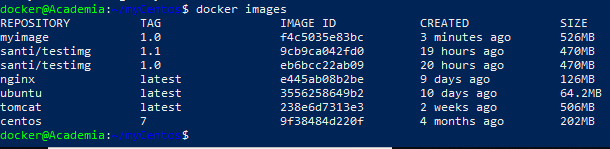 docker@Academia:~/mycentos$ docker images
REPOSITORY TAG IMAGE ID CREATED SIZE
myimage 1.0 f4c5035e83bc 3 minutes ago 526MB
santi/testimg 1.1 9cb9ca042fd0 19 hours ago 470MB
santi/testimg 1.0 eb6bcc22ab09 20 hours ago 470MB
nginx latest e445ab08b2be 9 days ago 126MB
ubuntu latest 3556258649b2 10 days ago 64.2MB
tomcat latest 238e6d7313e3 2 weeks ago 506MB
centos 7 9f38484d220f 4 months ago 202MB
docker@Academia:~/mycentos$